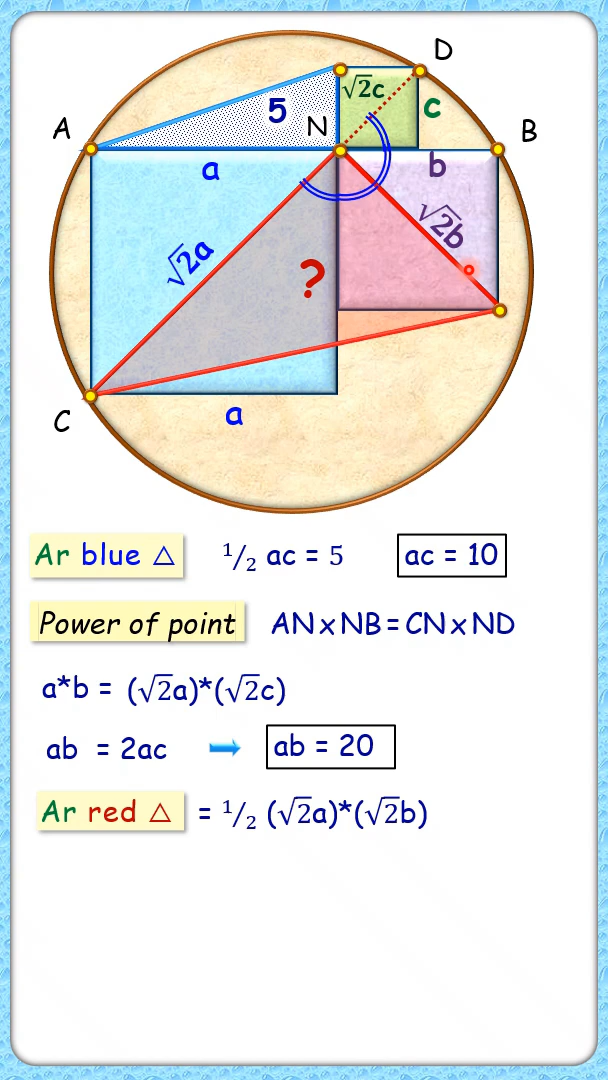 D
√2c
5
c
A
N
B
a
b
√2a
√2b
?
a
C
Ar blue △ ¹/₂ ac = 5 ac = 10
Power of point AN x NB = CN x ND
a*b = (√2a)*(√2c)
ab = 2ac ➡ ab = 20
Ar red △ = ¹/₂ (√2a)*(√2b)